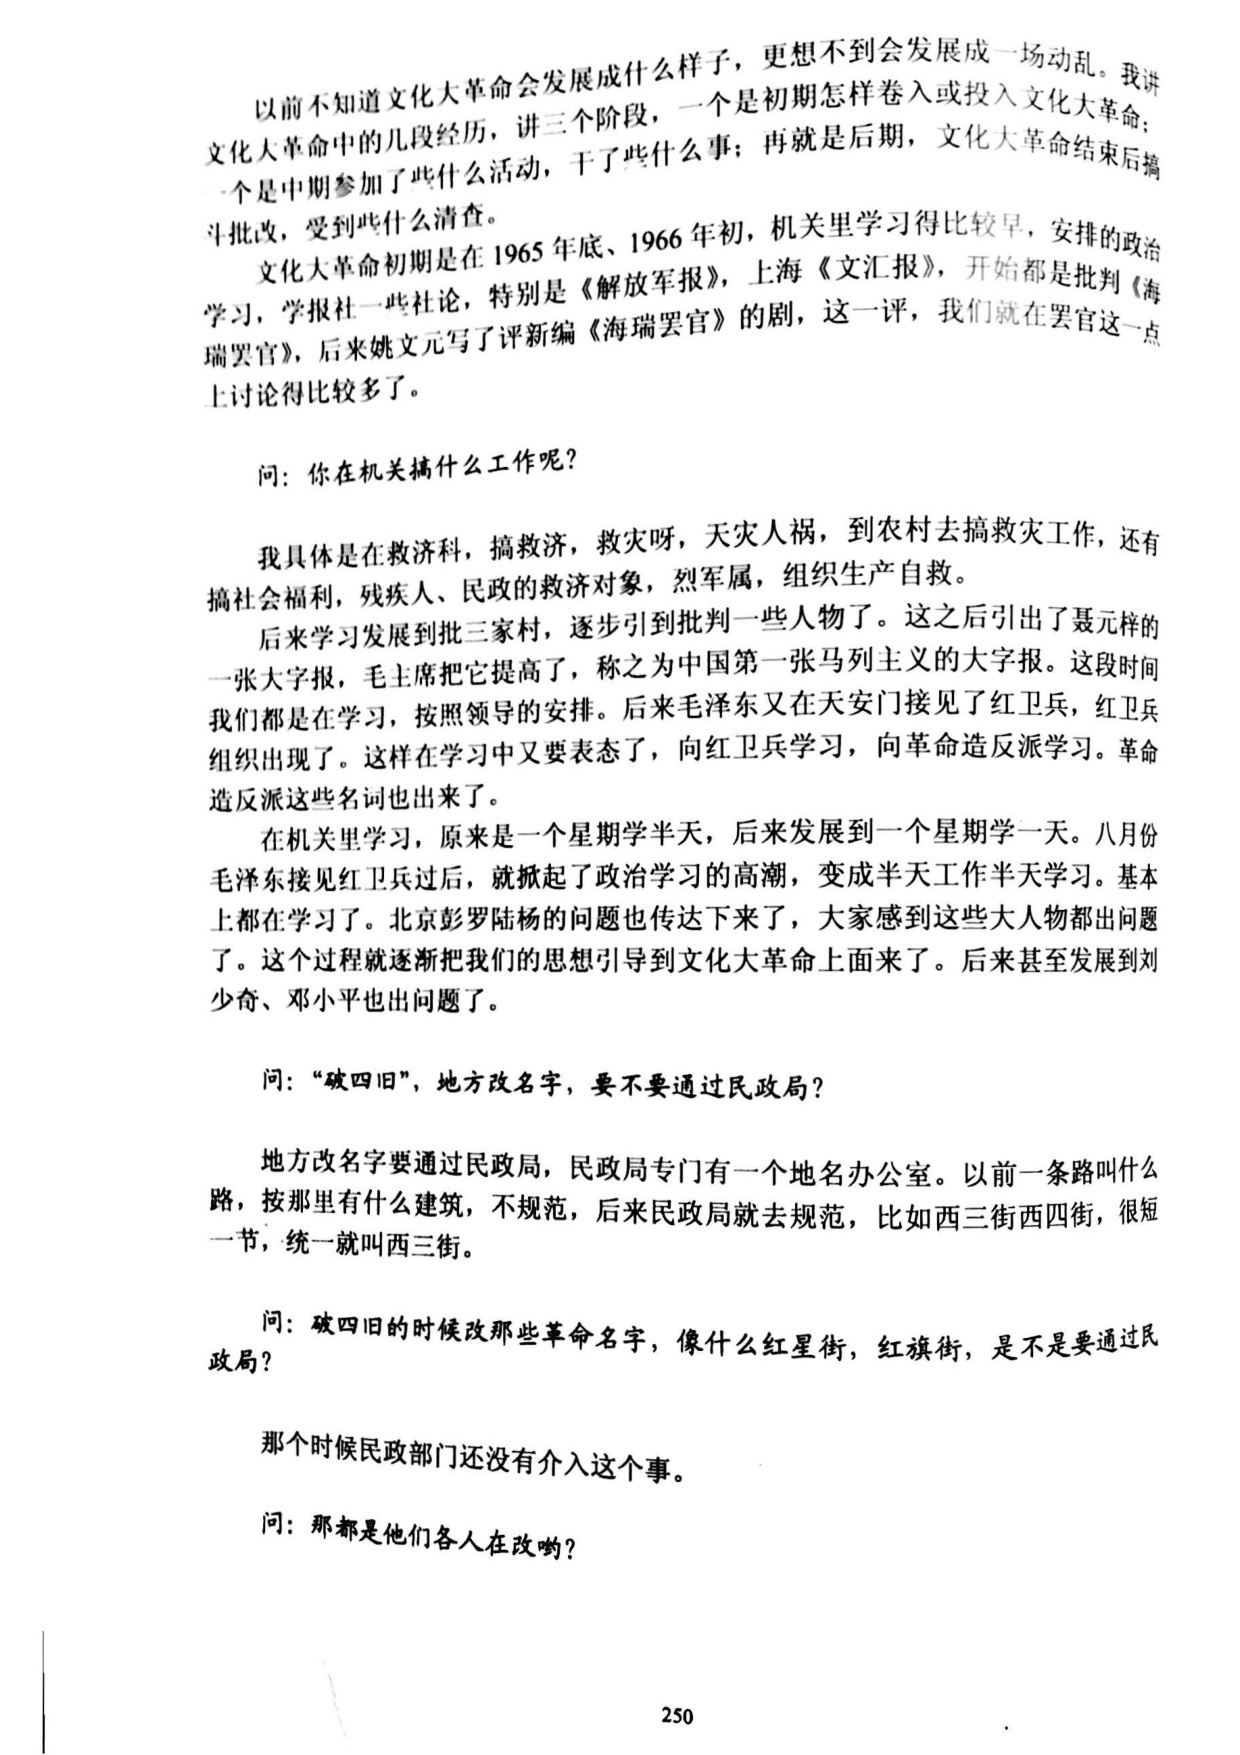 以前不知道文化大革命会发展成什么样子，更想不到会发展成一场动乱。我讲
文化大革命中的几段经历，讲三个阶段，一个是初期怎样卷入或投入文化大革命；
一个是中期参加了些什么活动，干了些什么事；再就是后期，文化大革命结束后搞
斗批改，受到些什么清查。
文化大革命初期是在1965年底、1966年初，机关里学习得比较早，安排的政治
学习，学报社一些社论，特别是《解放军报》，上海《文汇报》，开始都是批判《海
瑞罢官》，后来姚文元写了评新编《海瑞罢官》的剧，这一评，我们就在罢官这一点
上讨论得比较多了。
问：你在机关搞什么工作呢？
我具体是在救济科，搞救济，救灾呀，天灾人祸，到农村去搞救灾工作，还有
搞社会福利，残疾人、民政的救济对象，烈军属，组织生产自救。
后来学习发展到批三家村，逐步引到批判一些人物了。这之后引出了聂元梓的
一张大字报，毛主席把它提高了，称之为中国第一张马列主义的大字报。这段时间
我们都是在学习，按照领导的安排。后来毛泽东又在天安门接见了红卫兵，红卫兵
组织出现了。这样在学习中又要表态了，向红卫兵学习，向革命造反派学习。革命
造反派这些名词也出来了。
在机关里学习，原来是一个星期学半天，后来发展到一个星期学一天。八月份
毛泽东接见红卫兵过后，就掀起了政治学习的高潮，变成半天工作半天学习。基本
上都在学习了。北京彭罗陆杨的问题也传达下来了，大家感到这些大人物都出问题
了。这个过程就逐渐把我们的思想引导到文化大革命上面来了。后来甚至发展到刘
少奇、邓小平也出问题了。
问：“破四旧”，地方改名字，要不要通过民政局？
地方改名字要通过民政局，民政局专门有一个地名办公室。以前一条路叫什么
路，按那里有什么建筑，不规范，后来民政局就去规范，比如西三街西四街，很短
一节，统一就叫西三街。
问：破四旧的时候改那些革命名字，像什么红星街，红旗街，是不是要通过民
政局？
那个时候民政部门还没有介入这个事。
问：那都是他们各人在改哟？
250